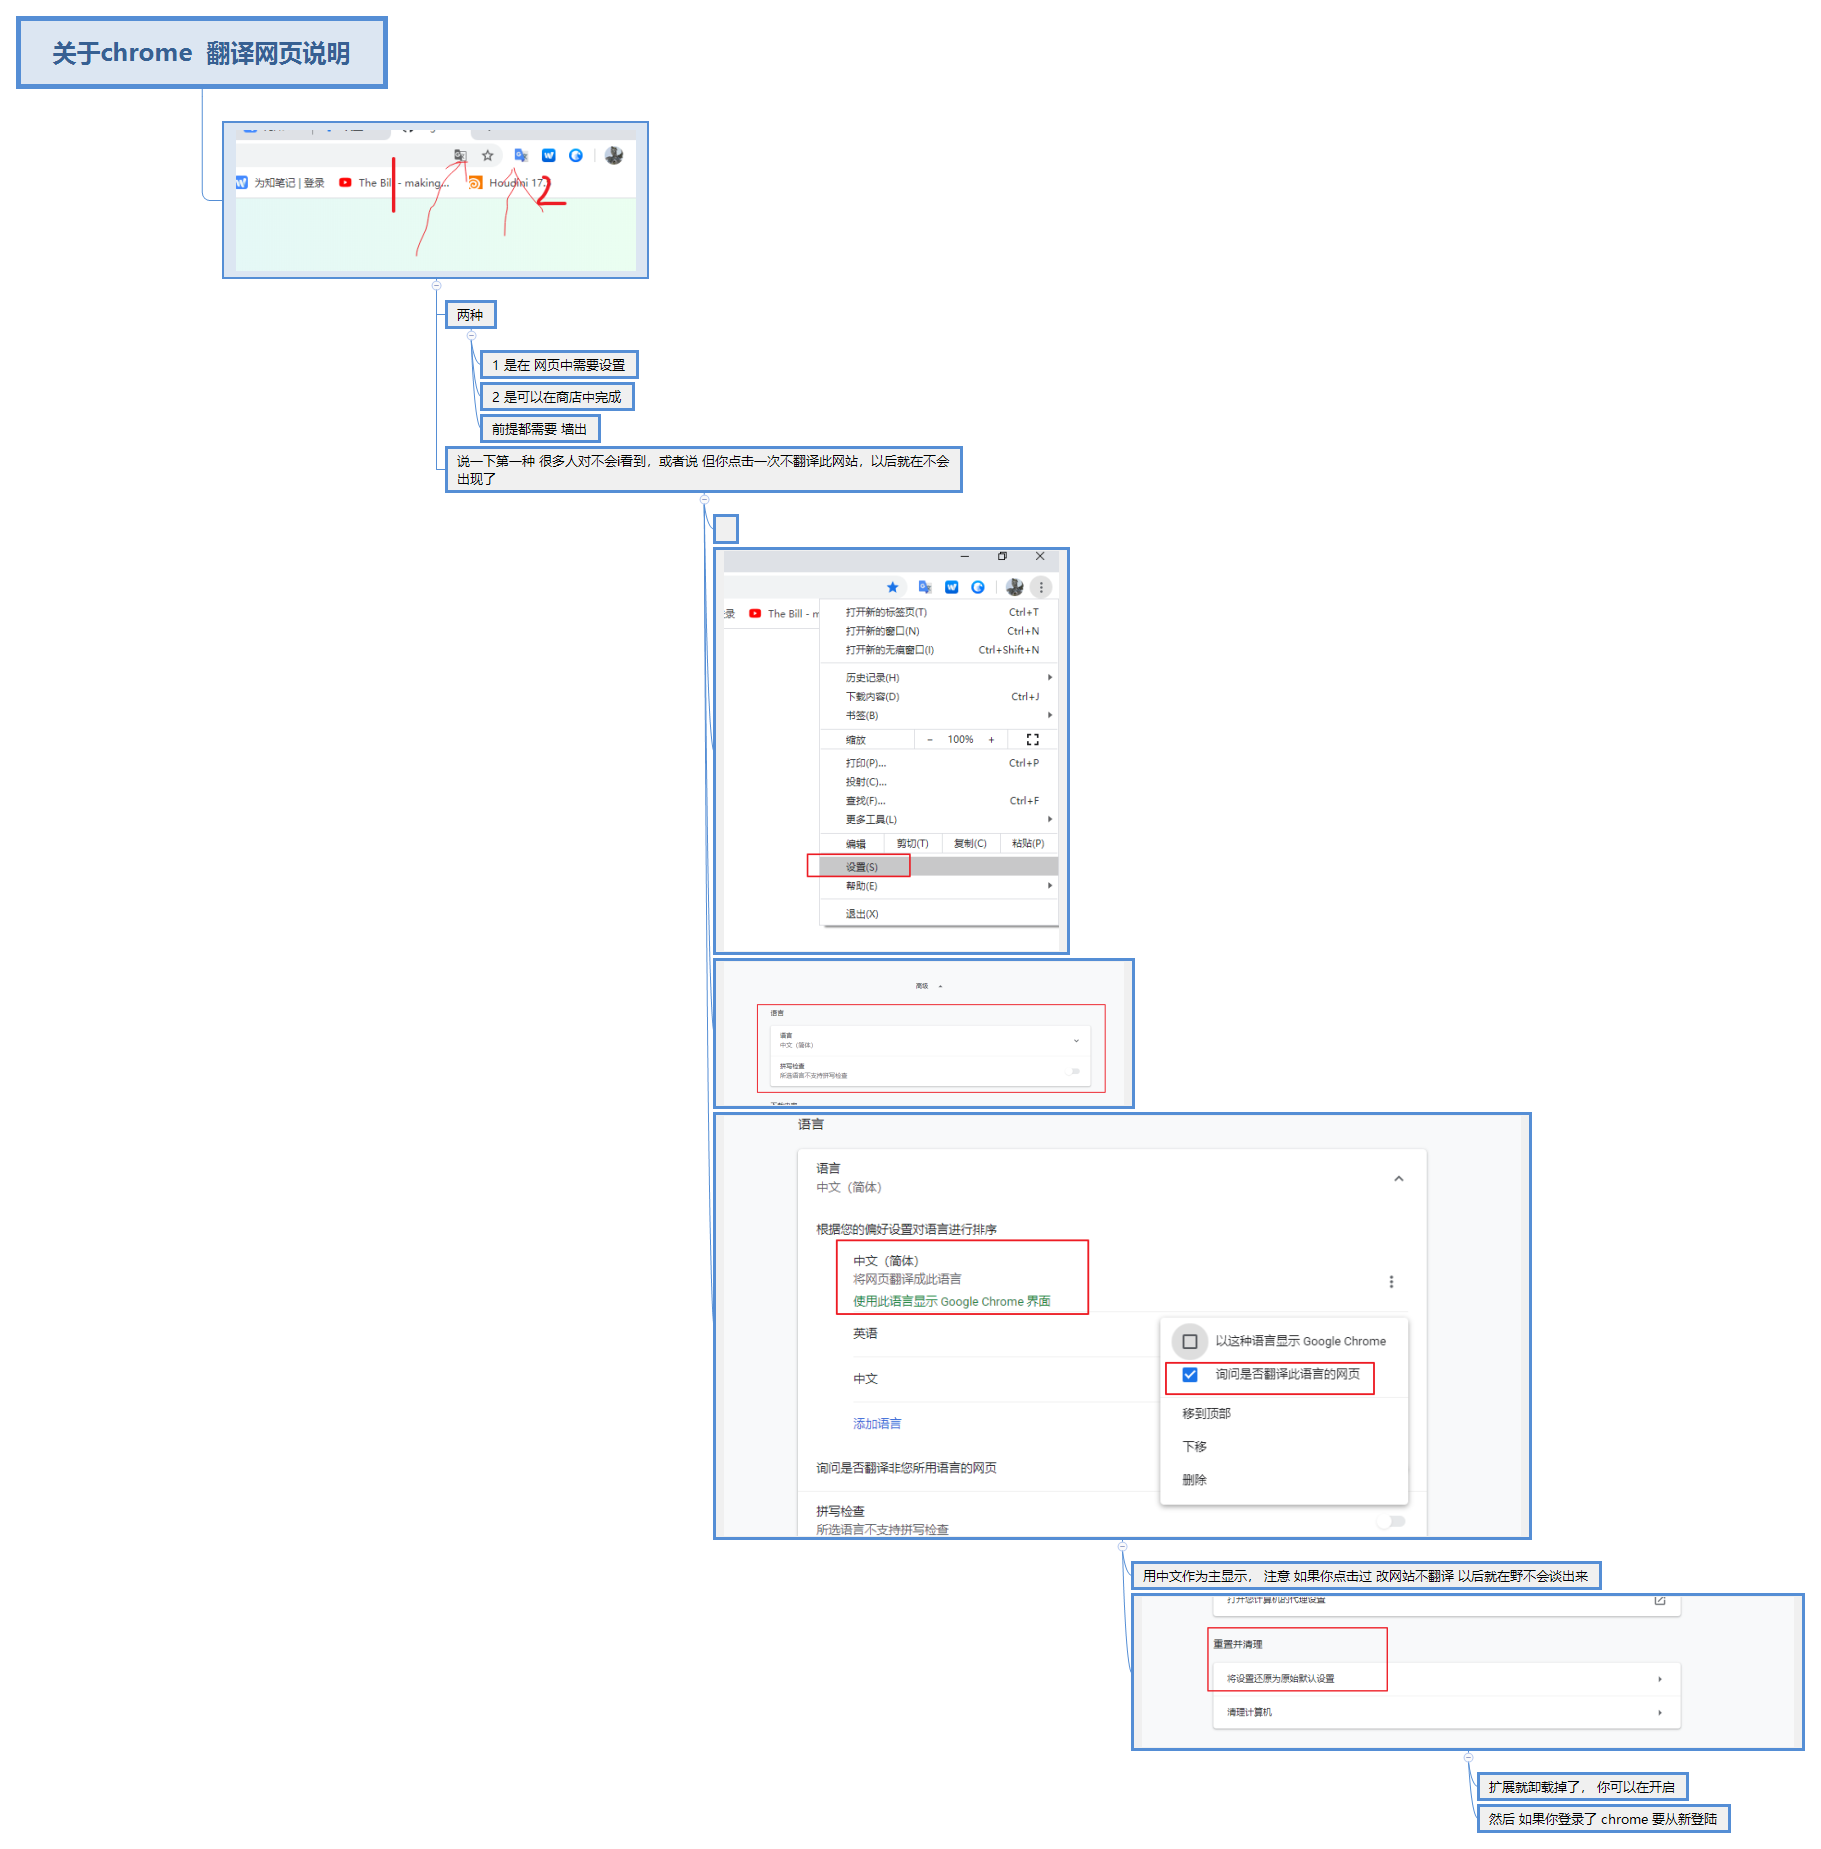 关于chrome 翻译网页说明
为知笔记 | 登录
The Bill - making...
Houdini 17.
1
2
两种
1 是在 网页中需要设置
2 是可以在商店中完成
前提都需要 墙出
说一下第一种 很多人对不会i看到，或者说 但你点击一次不翻译此网站，以后就在不会
出现了
录
The Bill - m
打开新的标签页(T) Ctrl+T
打开新的窗口(N) Ctrl+N
打开新的无痕窗口(I) Ctrl+Shift+N
历史记录(H)
下载内容(D) Ctrl+J
书签(B)
缩放 - 100% +
打印(P)... Ctrl+P
投射(C)...
查找(F)... Ctrl+F
更多工具(L)
编辑 剪切(T) 复制(C) 粘贴(P)
设置(S)
帮助(E)
退出(X)
高级
语言
语言
中文（简体）
拼写检查
所选语言不支持拼写检查
语言
语言
中文（简体）
根据您的偏好设置对语言进行排序
中文（简体）
将网页翻译成此语言
使用此语言显示 Google Chrome 界面
英语
中文
添加语言
以这种语言显示 Google Chrome
询问是否翻译此语言的网页
移到顶部
下移
删除
询问是否翻译非您所用语言的网页
拼写检查
所选语言不支持拼写检查
用中文作为主显示， 注意 如果你点击过 改网站不翻译 以后就在野不会谈出来
打开您计算机的代理设置
重置并清理
将设置还原为原始默认设置
清理计算机
扩展就卸载掉了， 你可以在开启
然后 如果你登录了 chrome 要从新登陆